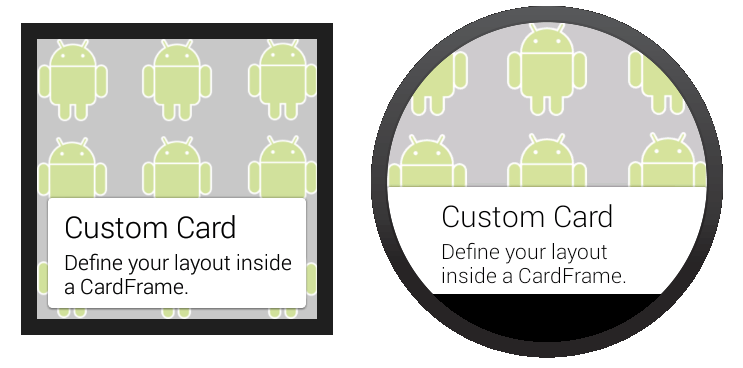 Custom Card
Define your layout inside
a CardFrame.
Custom Card
Define your layout
inside a CardFrame.